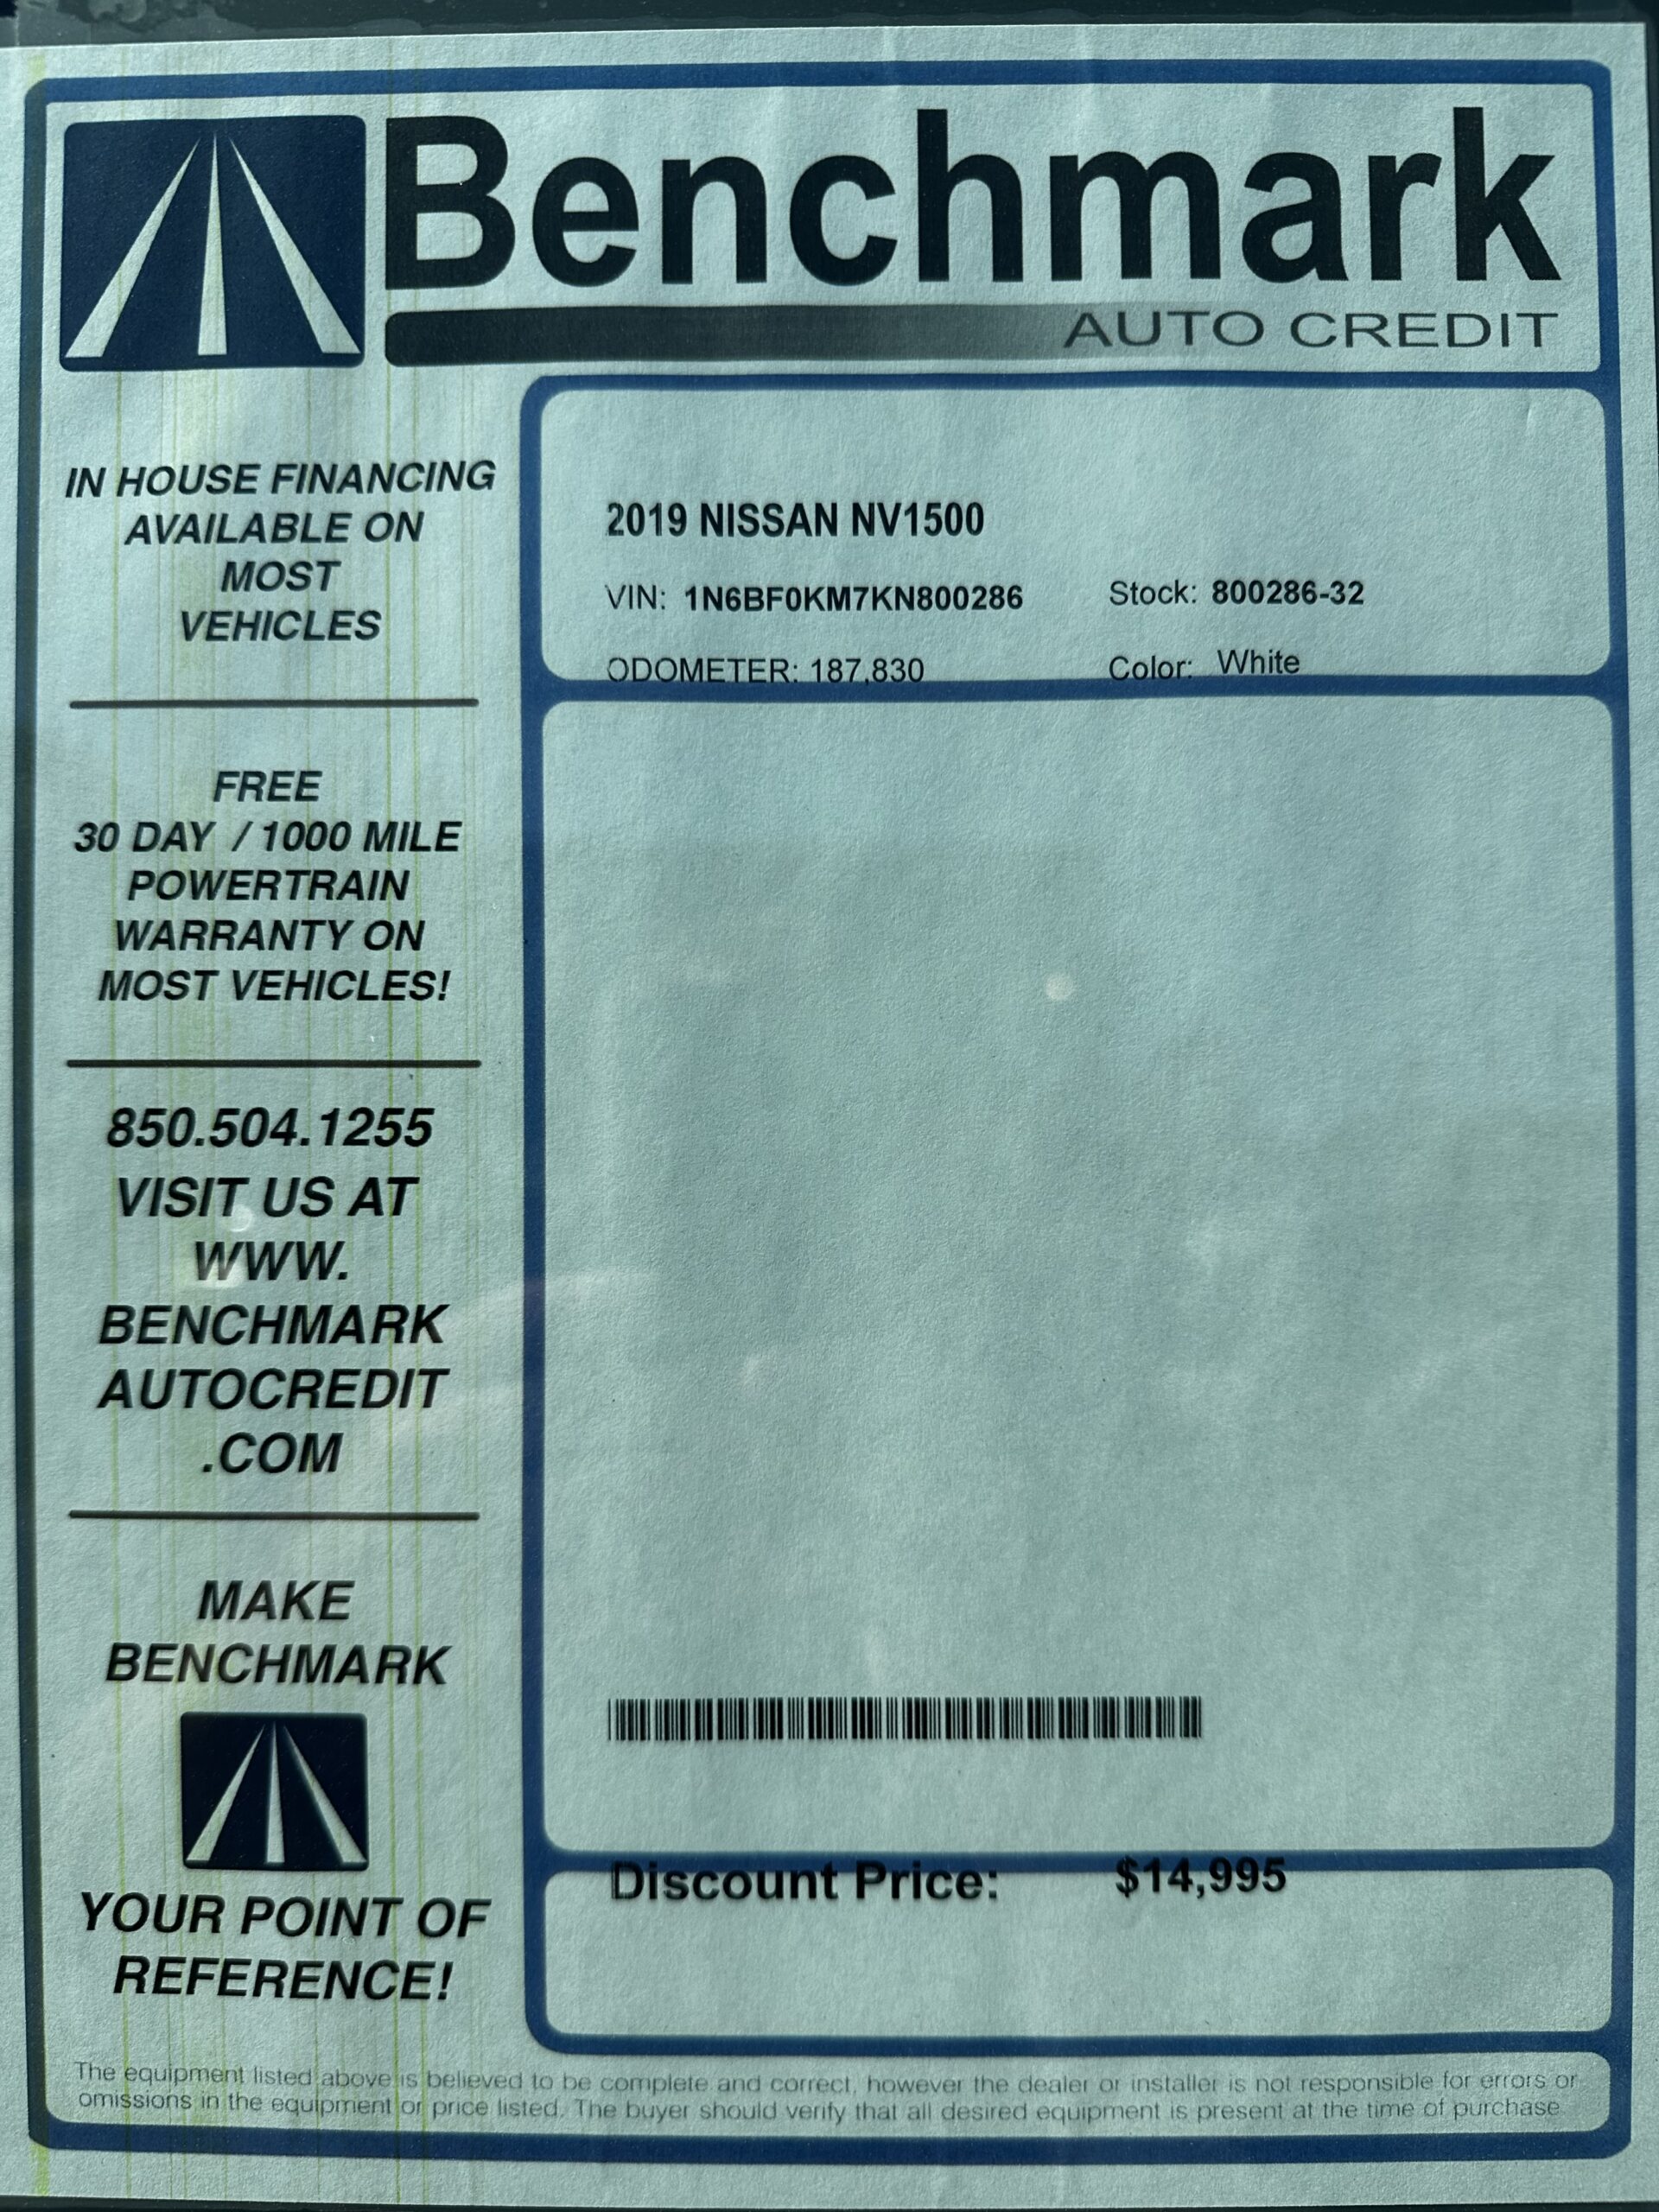 Benchmark
AUTO CREDIT
IN HOUSE FINANCING
AVAILABLE ON
MOST
VEHICLES
FREE
30 DAY / 1000 MILE
POWERTRAIN
WARRANTY ON
MOST VEHICLES!
850.504.1255
VISIT US AT
WWW.
BENCHMARK
AUTOCREDIT
.COM
MAKE
BENCHMARK
YOUR POINT OF
REFERENCE!
2019 NISSAN NV1500
VIN: 1N6BF0KM7KN800286 Stock: 800286-32
ODOMETER: 187,830 Color: White
Discount Price: $14,995
The equipment listed above is believed to be complete and correct, however the dealer or installer is not responsible for errors or
omissions in the equipment or price listed. The buyer should verify that all desired equipment is present at the time of purchase